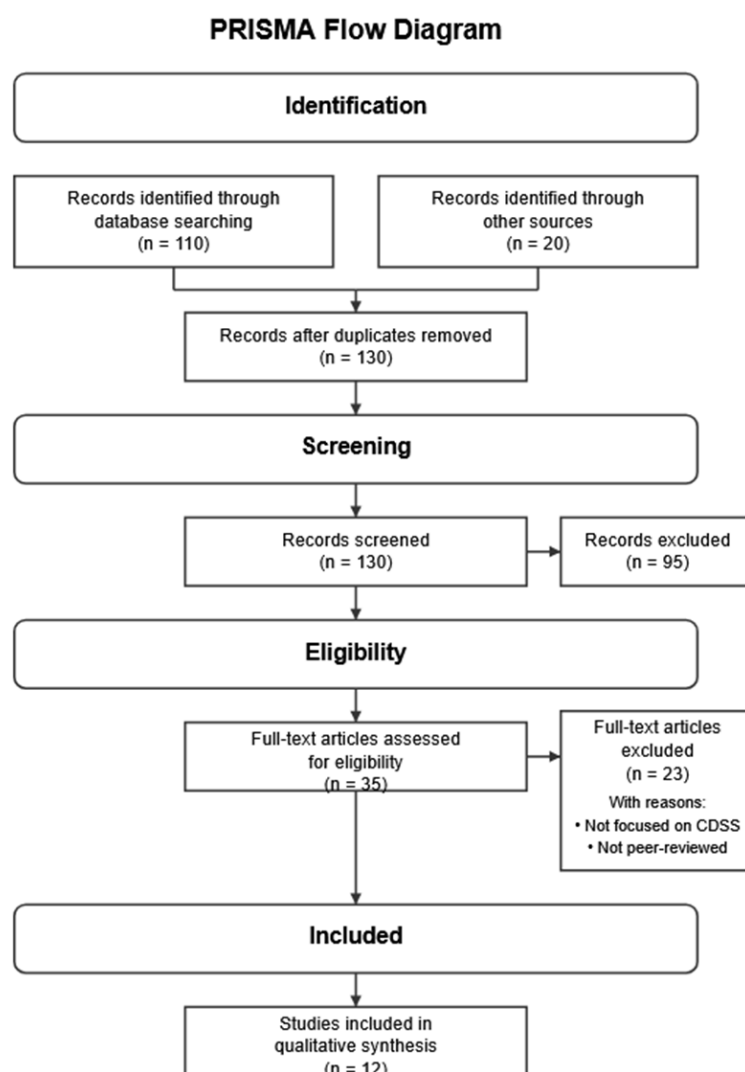 PRISMA Flow Diagram
Identification
Records identified through
database searching
(n = 110)
Records identified through
other sources
(n = 20)
Records after duplicates removed
(n = 130)
Screening
Records screened
(n = 130)
Records excluded
(n = 95)
Eligibility
Full-text articles assessed
for eligibility
(n = 35)
Full-text articles
excluded
(n = 23)
With reasons:
• Not focused on CDSS
• Not peer-reviewed
Included
Studies included in
qualitative synthesis
(n = 12)